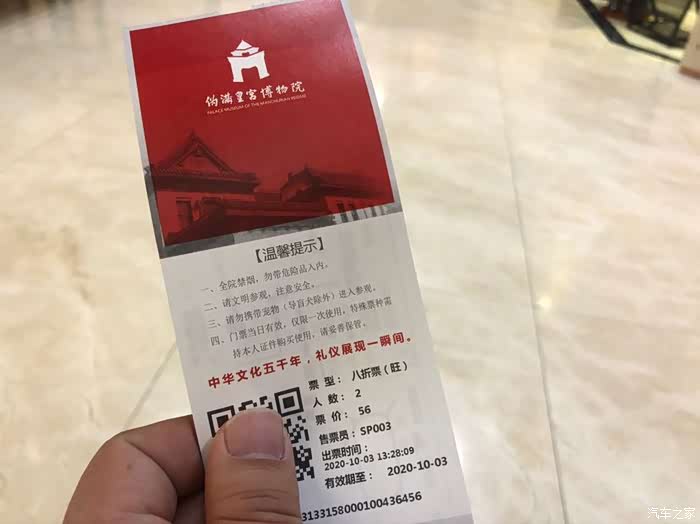 伪满皇宫博物院
PALACE MUSEUM OF THE MANCHURIAN REGIME
【温馨提示】
一、全院禁烟，勿带危险品入内。
二、请文明参观，注意安全。
三、请勿携带宠物（导盲犬除外）进入参观。
四、门票当日有效，仅限一次使用，特殊票种需
持本人证件购买使用，请妥善保管。
中华文化五千年，礼仪展现一瞬间。
票 型： 八折票（旺）
人 数： 2
票 价： 56
售票员：SP003
出票时间：
2020-10-03 13:28:09
有效期至： 2020-10-03
3133158000100436456
汽车之家